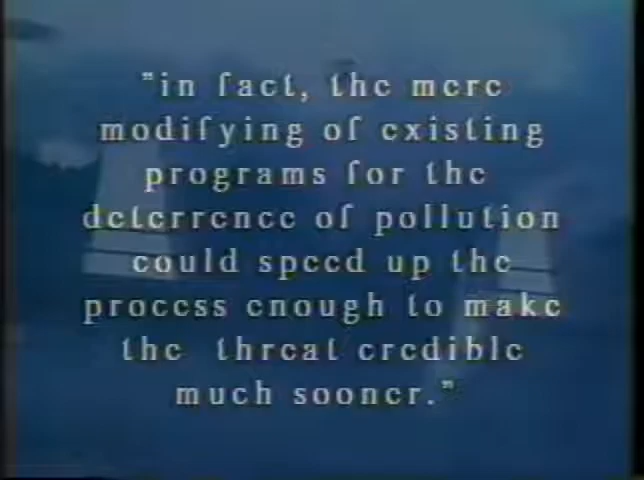 "in fact, the mere
modifying of existing
programs for the
deterrence of pollution
could speed up the
process enough to make
the threat credible
much sooner."